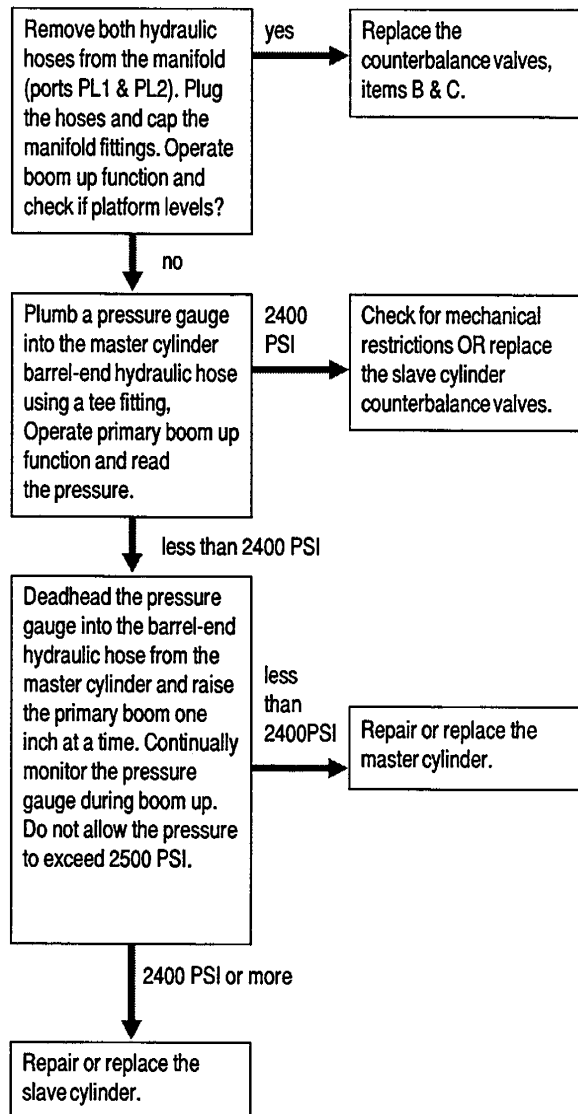 Remove both hydraulic
hoses from the manifold
(ports PL1 & PL2). Plug
the hoses and cap the
manifold fittings. Operate
boom up function and
check if platform levels?
yes
Replace the
counterbalance valves,
items B & C.
no
Plumb a pressure gauge
into the master cylinder
barrel-end hydraulic hose
using a tee fitting,
Operate primary boom up
function and read
the pressure.
2400
PSI
Check for mechanical
restrictions OR replace
the slave cylinder
counterbalance valves.
less than 2400 PSI
Deadhead the pressure
gauge into the barrel-end
hydraulic hose from the
master cylinder and raise
the primary boom one
inch at a time. Continually
monitor the pressure
gauge during boom up.
Do not allow the pressure
to exceed 2500 PSI.
less
than
2400PSI
Repair or replace the
master cylinder.
2400 PSI or more
Repair or replace the
slave cylinder.